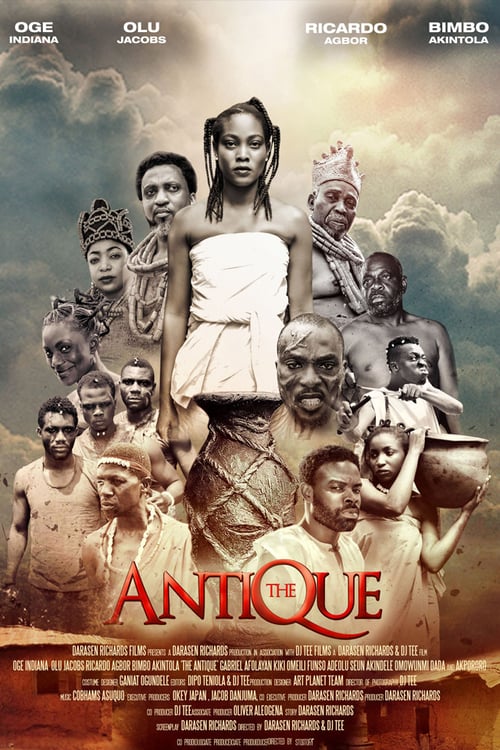 OGE OLU RICARDO BIMBO
INDIANA JACOBS AGBOR AKINTOLA
THE
ANTIQUE
DARASEN RICHARDS FILMS PRESENTS A DARASEN RICHARDS PRODUCTION IN ASSOCIATION WITH DJ TEE FILMS A DARASEN RICHARDS & DJ TEE FILM
OGE INDIANA OLU JACOBS RICARDO AGBOR BIMBO AKINTOLA 'THE ANTIQUE' GABRIEL AFOLAYAN KIKI OMEILI FUNSO ADEOLU SEUN AKINDELE OMOWUNMI DADA AND AKPORORO
COSTUME DESIGNER GANIAT OGUNDELE EDITORS DIPO TENIOLA & DJ TEE PRODUCTION DESIGNER ART PLANET TEAM DIRECTOR OF PHOTOGRAPHY DJ TEE
MUSIC COBHAMS ASUQUO EXECUTIVE PRODUCERS OKEY JAPAN, JACOB DANJUMA CO EXECUTIVE PRODUCER DARASEN RICHARDS PRODUCER DARASEN RICHARDS
CO PRODUCER DJ TEE ASSOCIATE PRODUCER OLIVER ALEOGENA STORY DARASEN RICHARDS
SCREENPLAY DARASEN RICHARDS DIRECTED BY DARASEN RICHARDS & DJ TEE